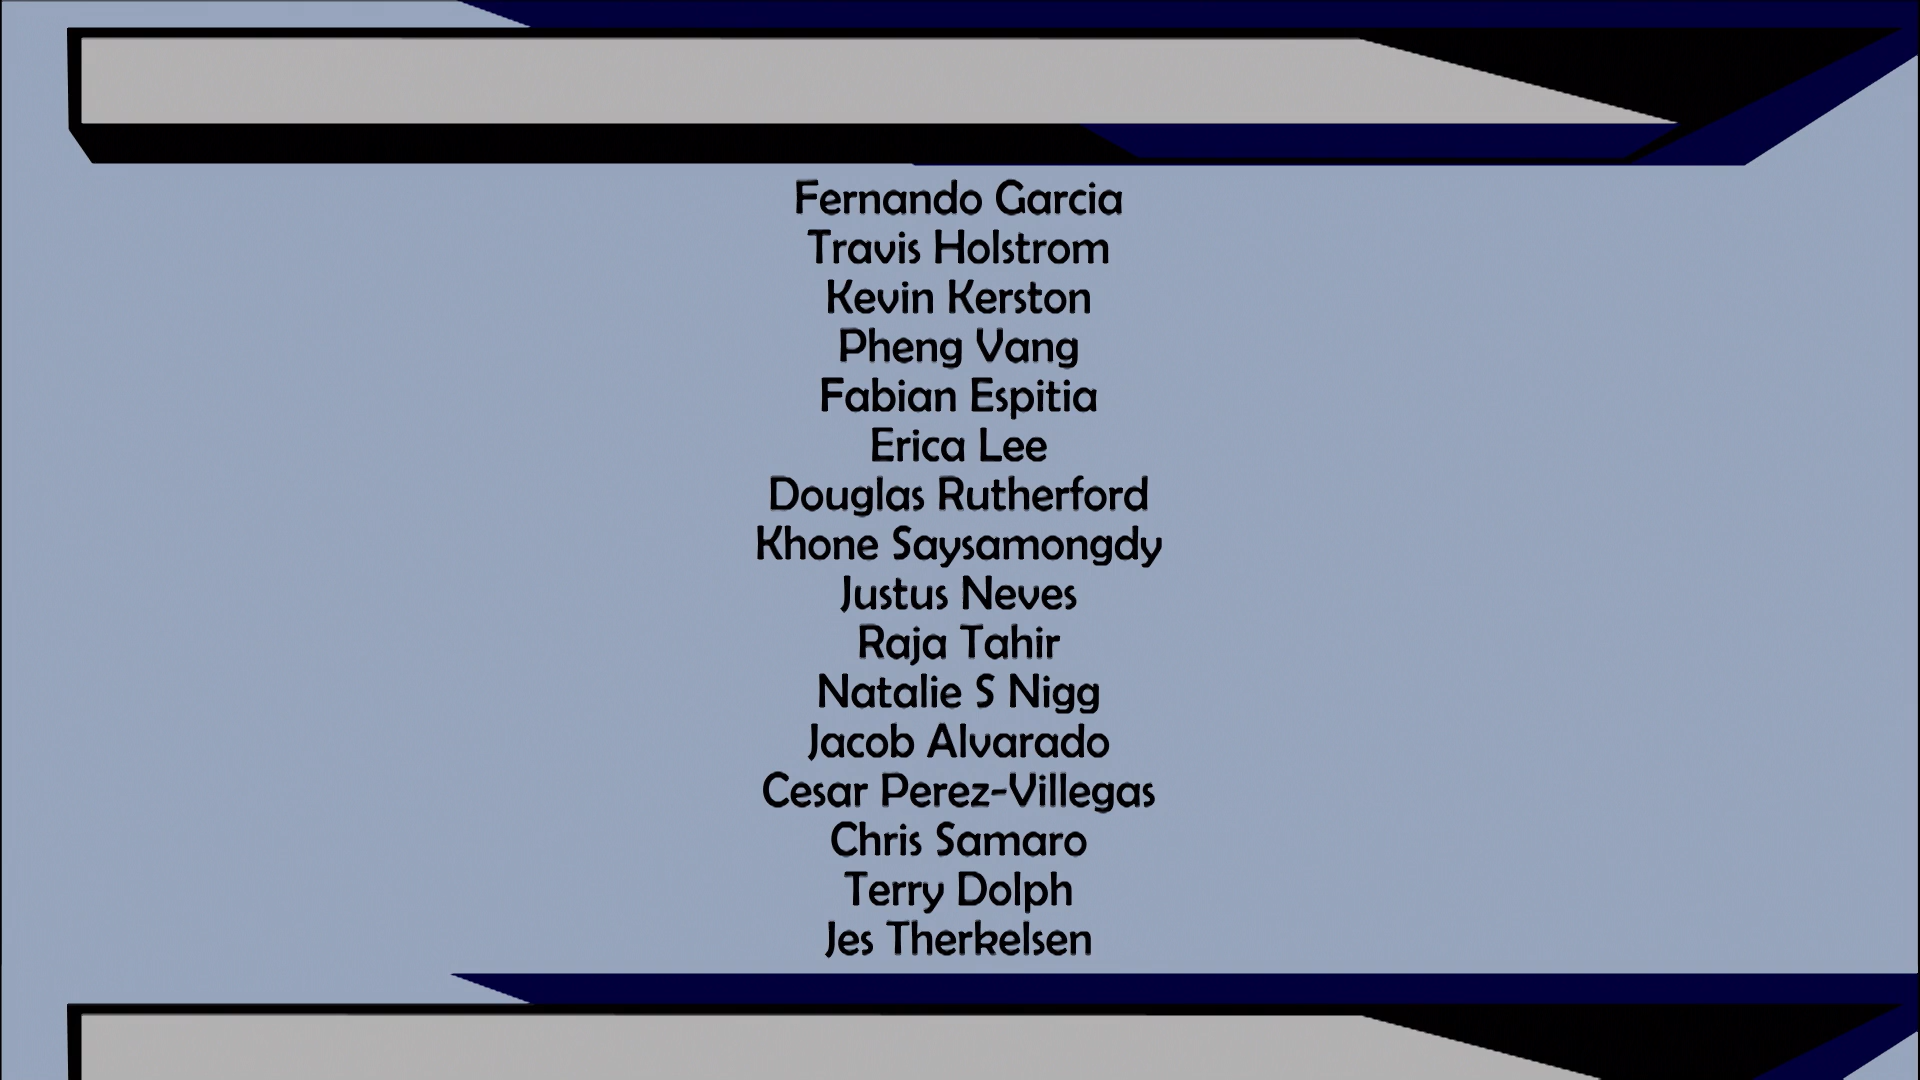 Fernando Garcia
Travis Holstrom
Kevin Kerston
Pheng Vang
Fabian Espitia
Erica Lee
Douglas Rutherford
Khone Saysamongdy
Justus Neves
Raja Tahir
Natalie S Nigg
Jacob Alvarado
Cesar Perez-Villegas
Chris Samaro
Terry Dolph
Jes Therkelsen